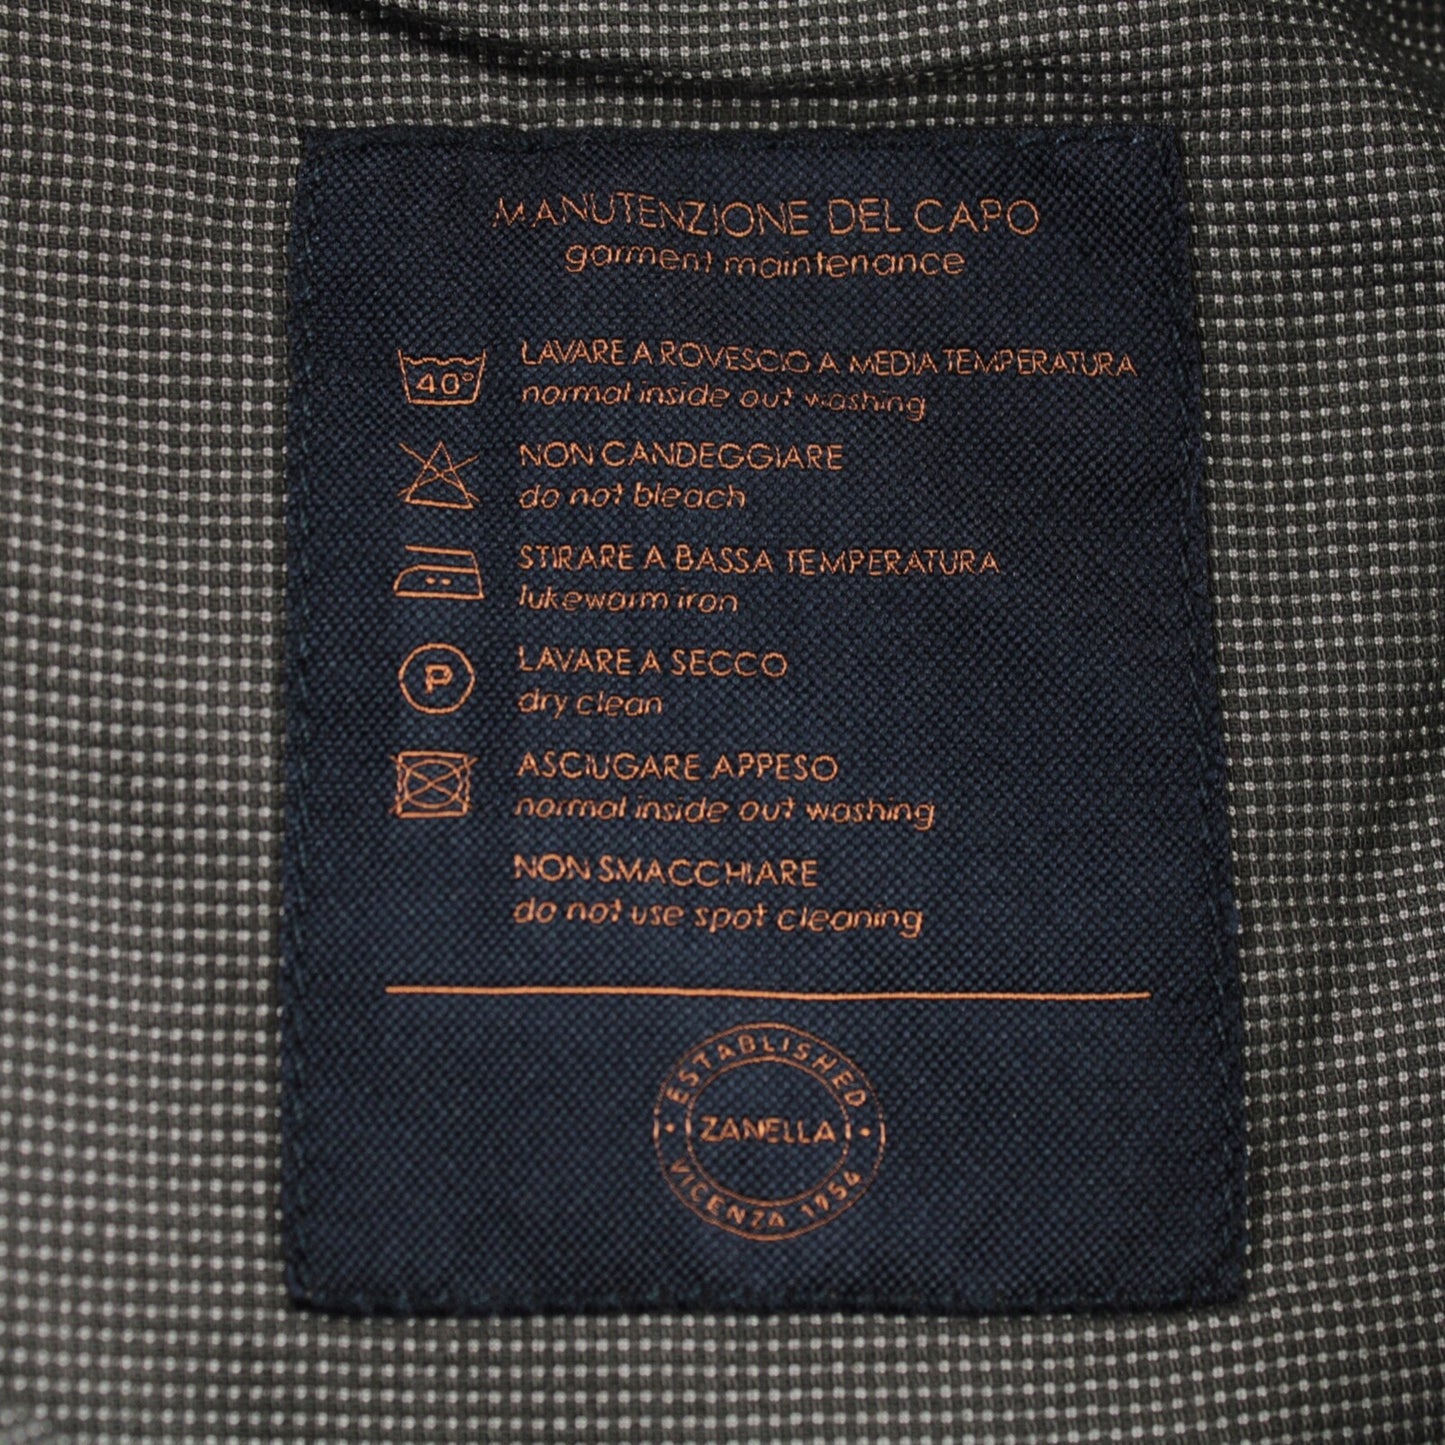 MANUTENZIONE DEL CAPO
garment maintenance
40°
LAVARE A ROVESCIO A MEDIA TEMPERATURA
normal inside out washing
NON CANDEGGIARE
do not bleach
STIRARE A BASSA TEMPERATURA
lukewarm iron
P
LAVARE A SECCO
dry clean
ASCIUGARE APPESO
normal inside out washing
NON SMACCHIARE
do not use spot cleaning
ESTABLISHED
ZANELLA
VICENZA 1954